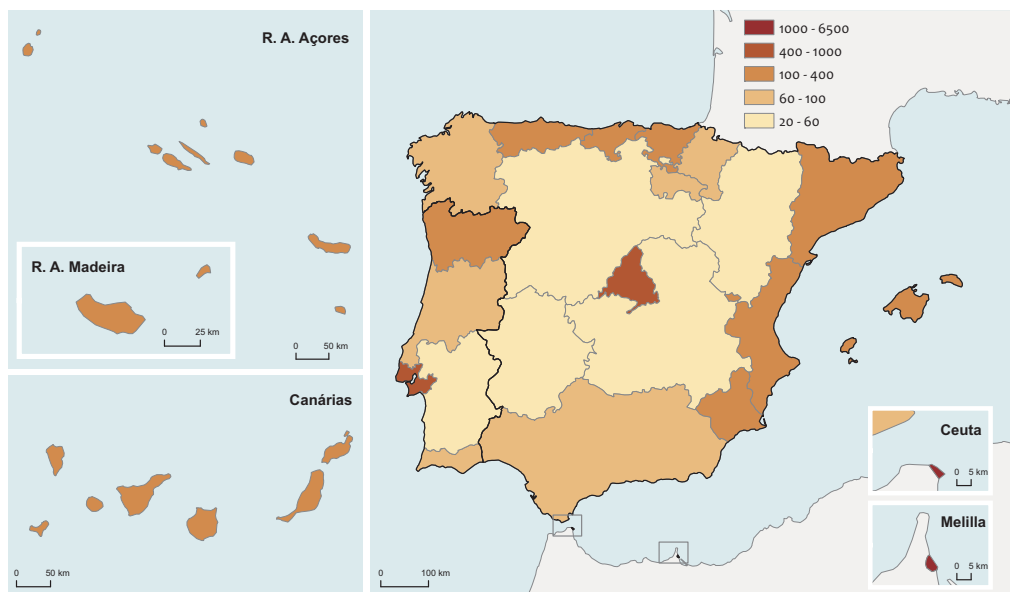 R. A. Açores
R. A. Madeira
0 25 km
0 50 km
Canárias
0 50 km
1000 - 6500
400 - 1000
100 - 400
60 - 100
20 - 60
0 100 km
Ceuta
0 5 km
Melilla
0 5 km